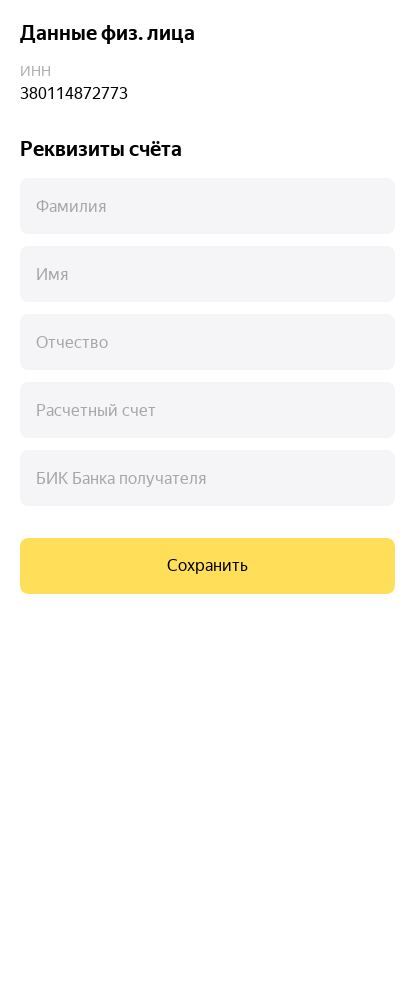 Данные физ. лица
ИНН
380114872773
Реквизиты счёта
Фамилия
Имя
Отчество
Расчетный счет
БИК Банка получателя
Сохранить